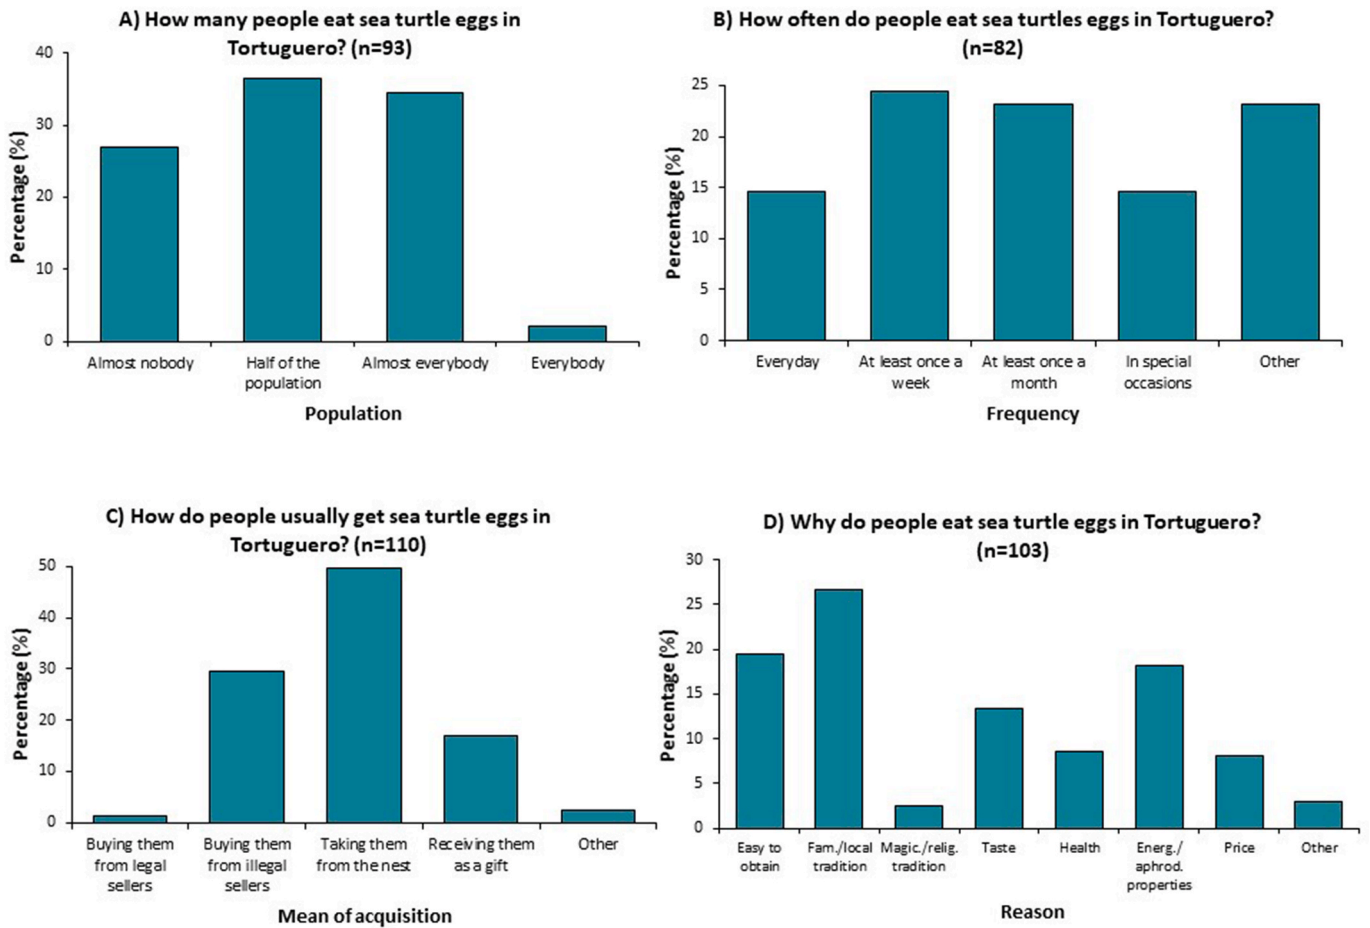 A) How many people eat sea turtle eggs in
Tortuguero? (n=93)
40
30
20
10
0
Percentage (%)
Almost nobody
Half of the
population
Almost everybody
Everybody
Population
B) How often do people eat sea turtles eggs in Tortuguero?
(n=82)
25
20
15
10
5
0
Percentage (%)
Everyday
At least once a
week
At least once a
month
In special
occasions
Other
Frequency
C) How do people usually get sea turtle eggs in
Tortuguero? (n=110)
50
40
30
20
10
0
Percentage (%)
Buying them
from legal
sellers
Buying them
from illegal
sellers
Taking them
from the nest
Receiving them
as a gift
Other
Mean of acquisition
D) Why do people eat sea turtle eggs in Tortuguero?
(n=103)
30
25
20
15
10
5
0
Percentage (%)
Easy to
obtain
Fam./local
tradition
Magic./relig.
tradition
Taste
Health
Energ./
aphrod.
properties
Price
Other
Reason